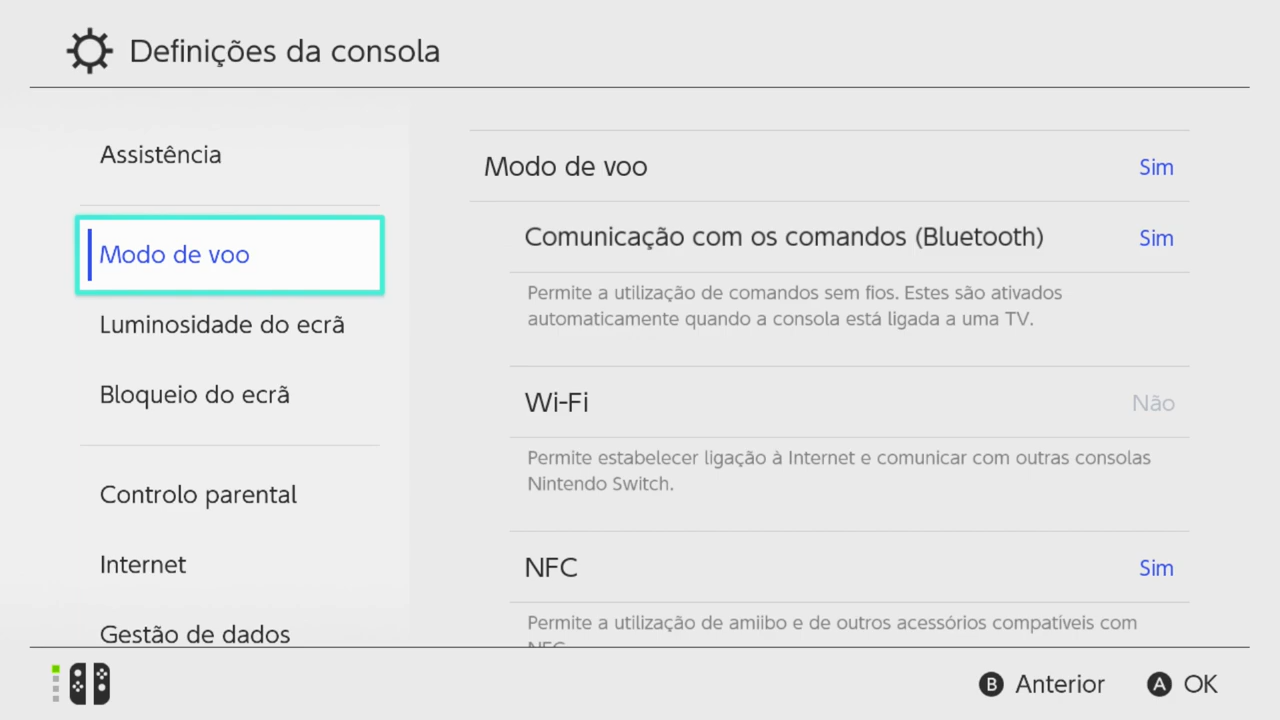 Definições da consola
Assistência
Modo de voo
Luminosidade do ecrã
Bloqueio do ecrã
Controlo parental
Internet
Gestão de dados
Modo de voo Sim
Comunicação com os comandos (Bluetooth) Sim
Permite a utilização de comandos sem fios. Estes são ativados
automaticamente quando a consola está ligada a uma TV.
Wi-Fi Não
Permite estabelecer ligação à Internet e comunicar com outras consolas
Nintendo Switch.
NFC Sim
Permite a utilização de amiibo e de outros acessórios compatíveis com
NFC.
B Anterior A OK